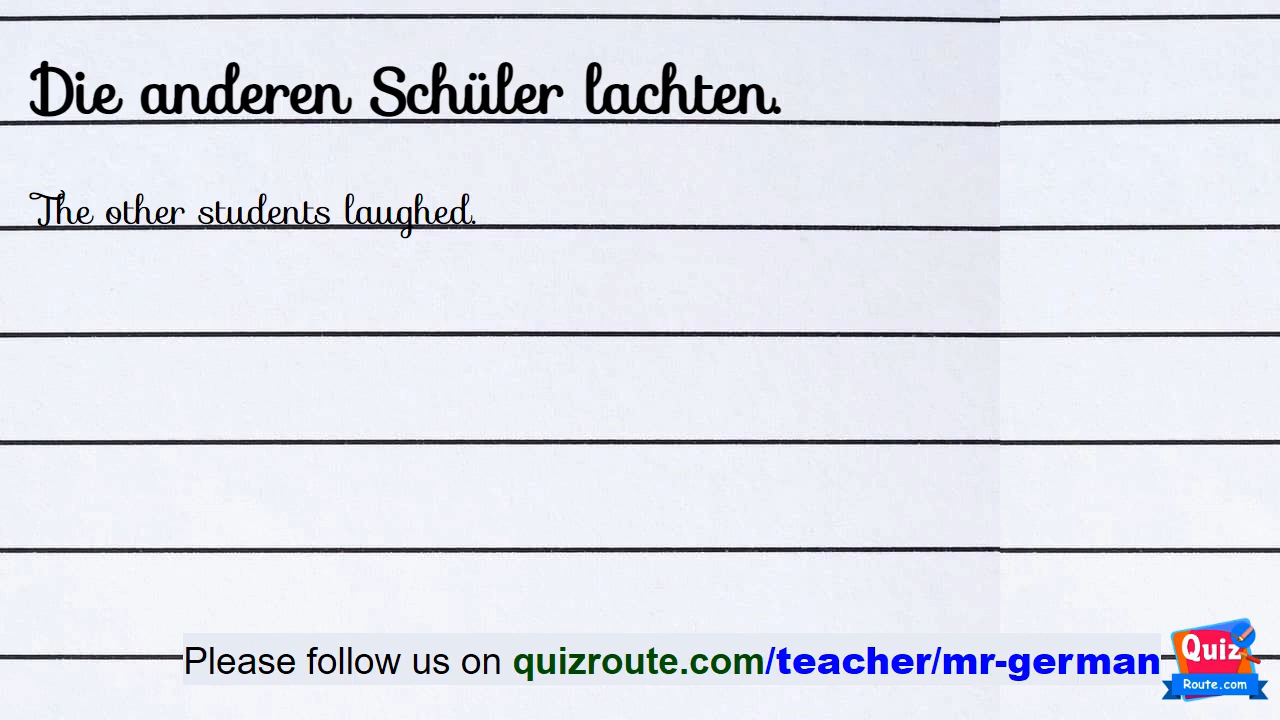 Die anderen Schüler lachten.
The other students laughed.
Please follow us on quizroute.com/teacher/mr-german
Quiz
Route.com